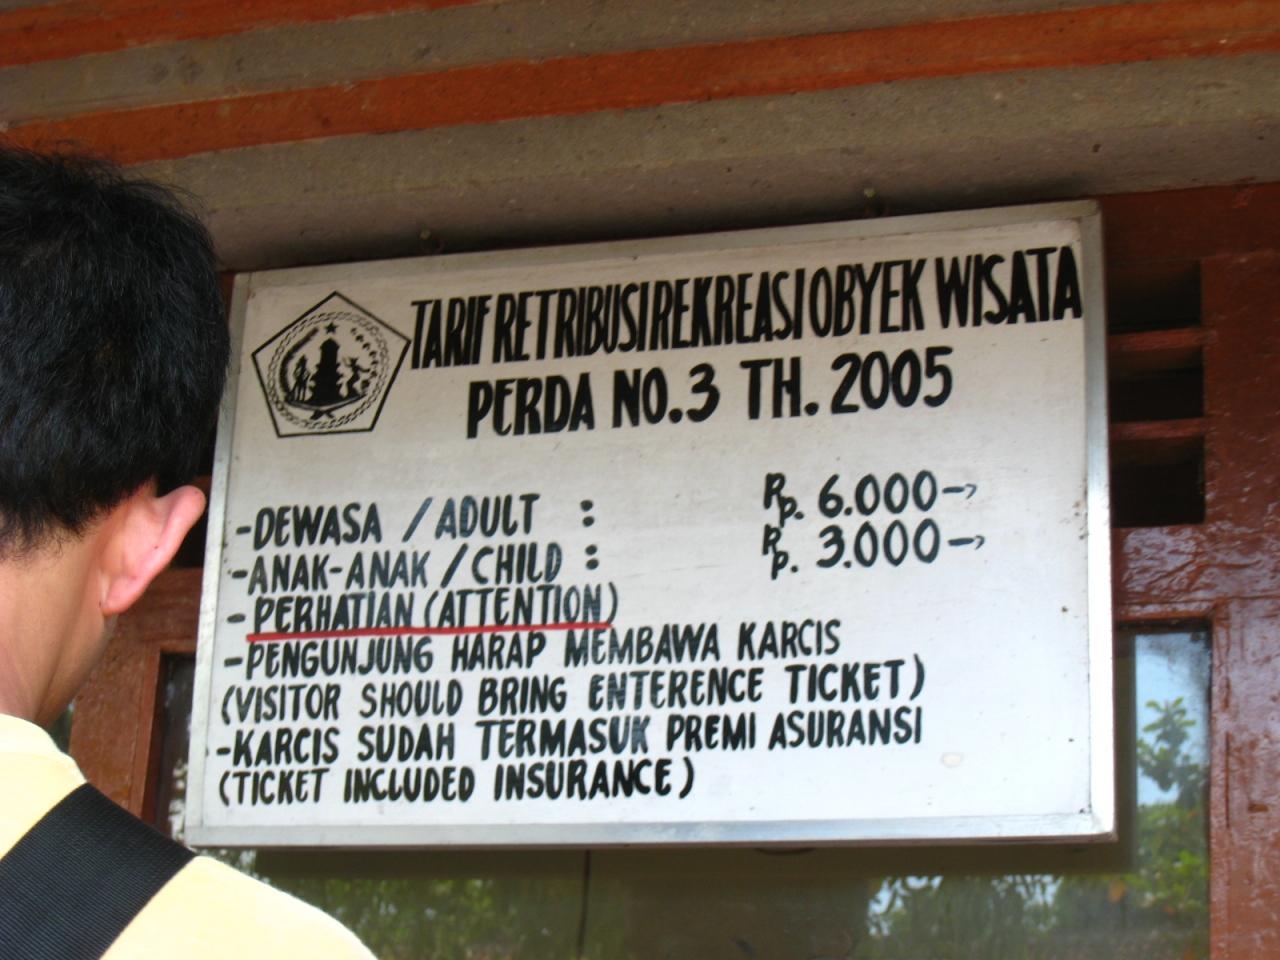 TARIF RETRIBUSI REKREASI OBYEK WISATA
PERDA NO.3 TH. 2005
-DEWASA / ADULT : Rp. 6.000→
-ANAK-ANAK / CHILD : Rp. 3.000→
-PERHATIAN (ATTENTION)
-PENGUNJUNG HARAP MEMBAWA KARCIS
(VISITOR SHOULD BRING ENTERENCE TICKET)
-KARCIS SUDAH TERMASUK PREMI ASURANSI
(TICKET INCLUDED INSURANCE)